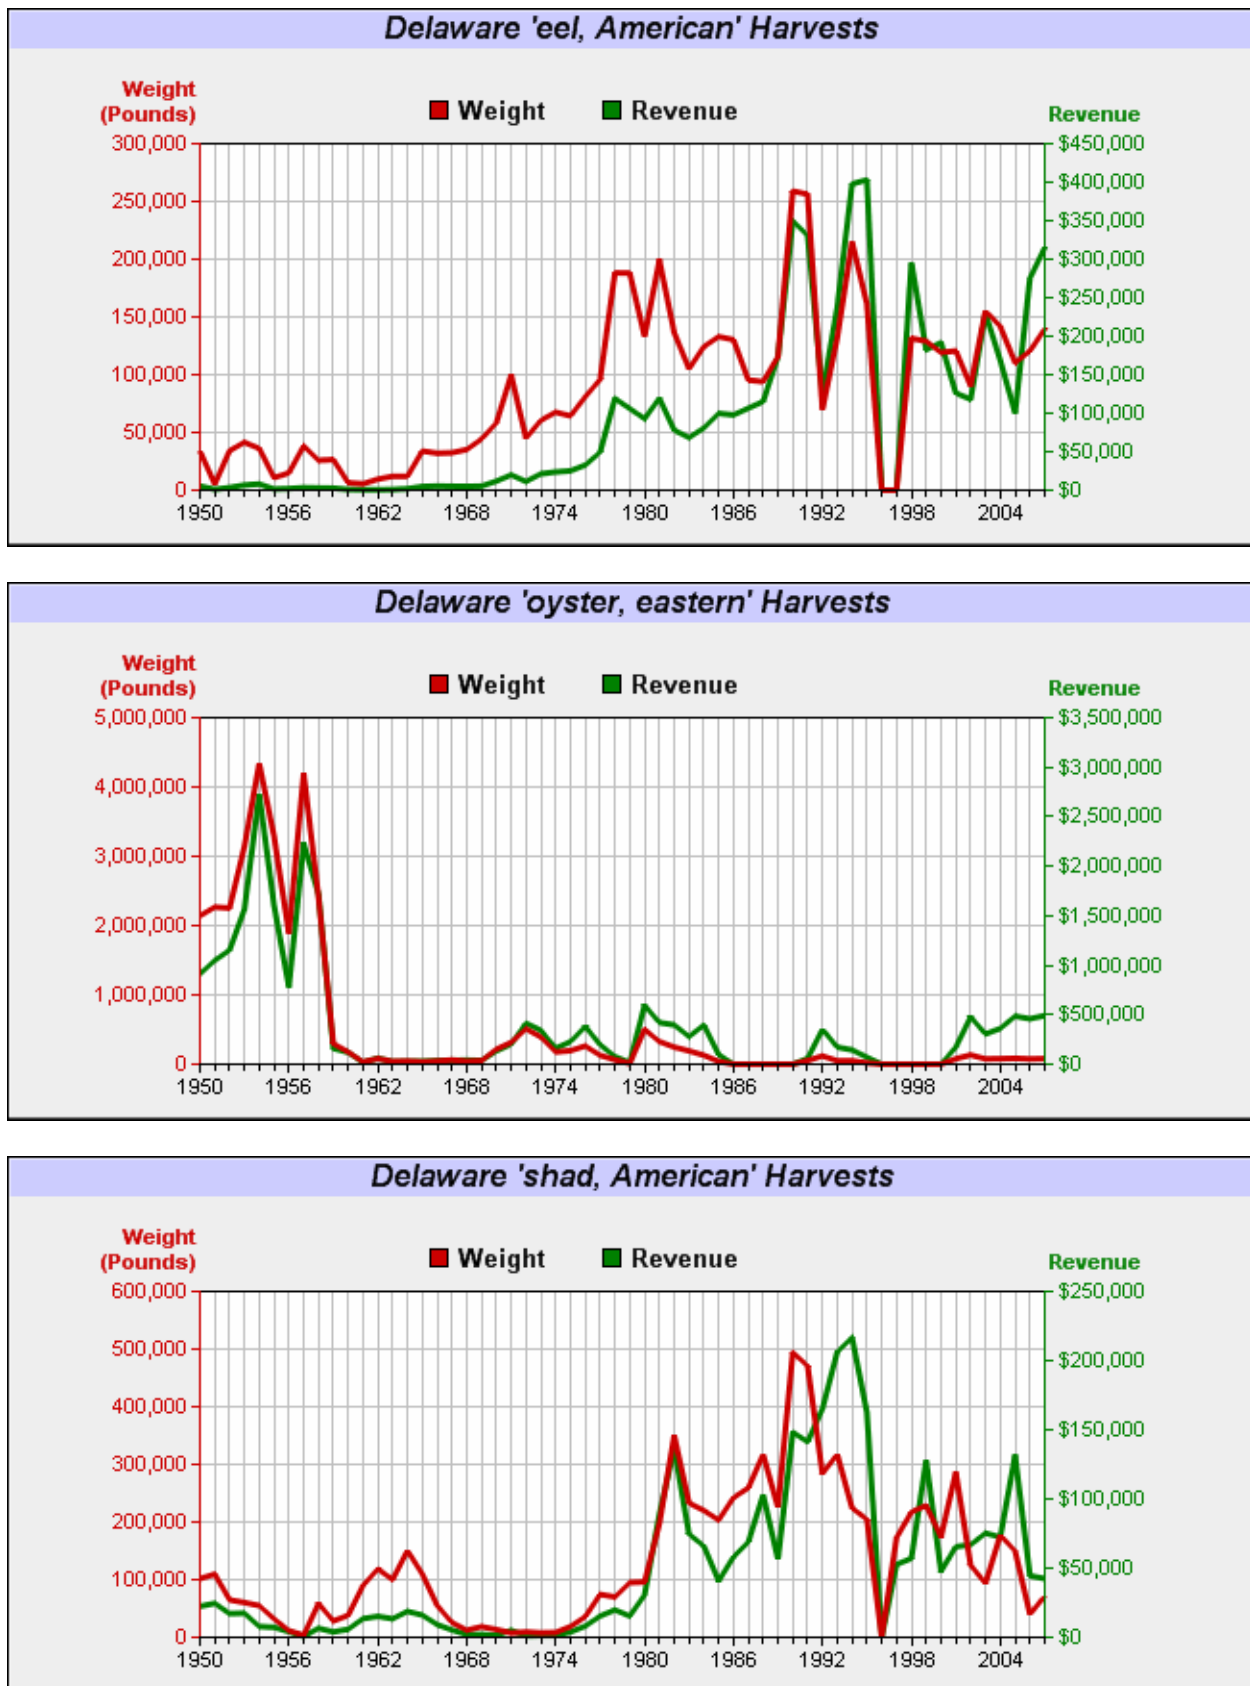 Delaware 'eel, American' Harvests
Weight
(Pounds)
Weight Revenue
Revenue
300,000 $450,000
$400,000
250,000
$350,000
200,000 $300,000
$250,000
150,000
$200,000
100,000 $150,000
$100,000
50,000
$50,000
0 $0
1950 1956 1962 1968 1974 1980 1986 1992 1998 2004
Delaware 'oyster, eastern' Harvests
Weight
(Pounds)
Weight Revenue
Revenue
5,000,000 $3,500,000
$3,000,000
4,000,000
$2,500,000
3,000,000
$2,000,000
2,000,000
$1,500,000
1,000,000
$1,000,000
$500,000
0 $0
1950 1956 1962 1968 1974 1980 1986 1992 1998 2004
Delaware 'shad, American' Harvests
Weight
(Pounds)
Weight Revenue
Revenue
600,000 $250,000
500,000
$200,000
400,000
$150,000
300,000
200,000
$100,000
100,000
$50,000
0 $0
1950 1956 1962 1968 1974 1980 1986 1992 1998 2004